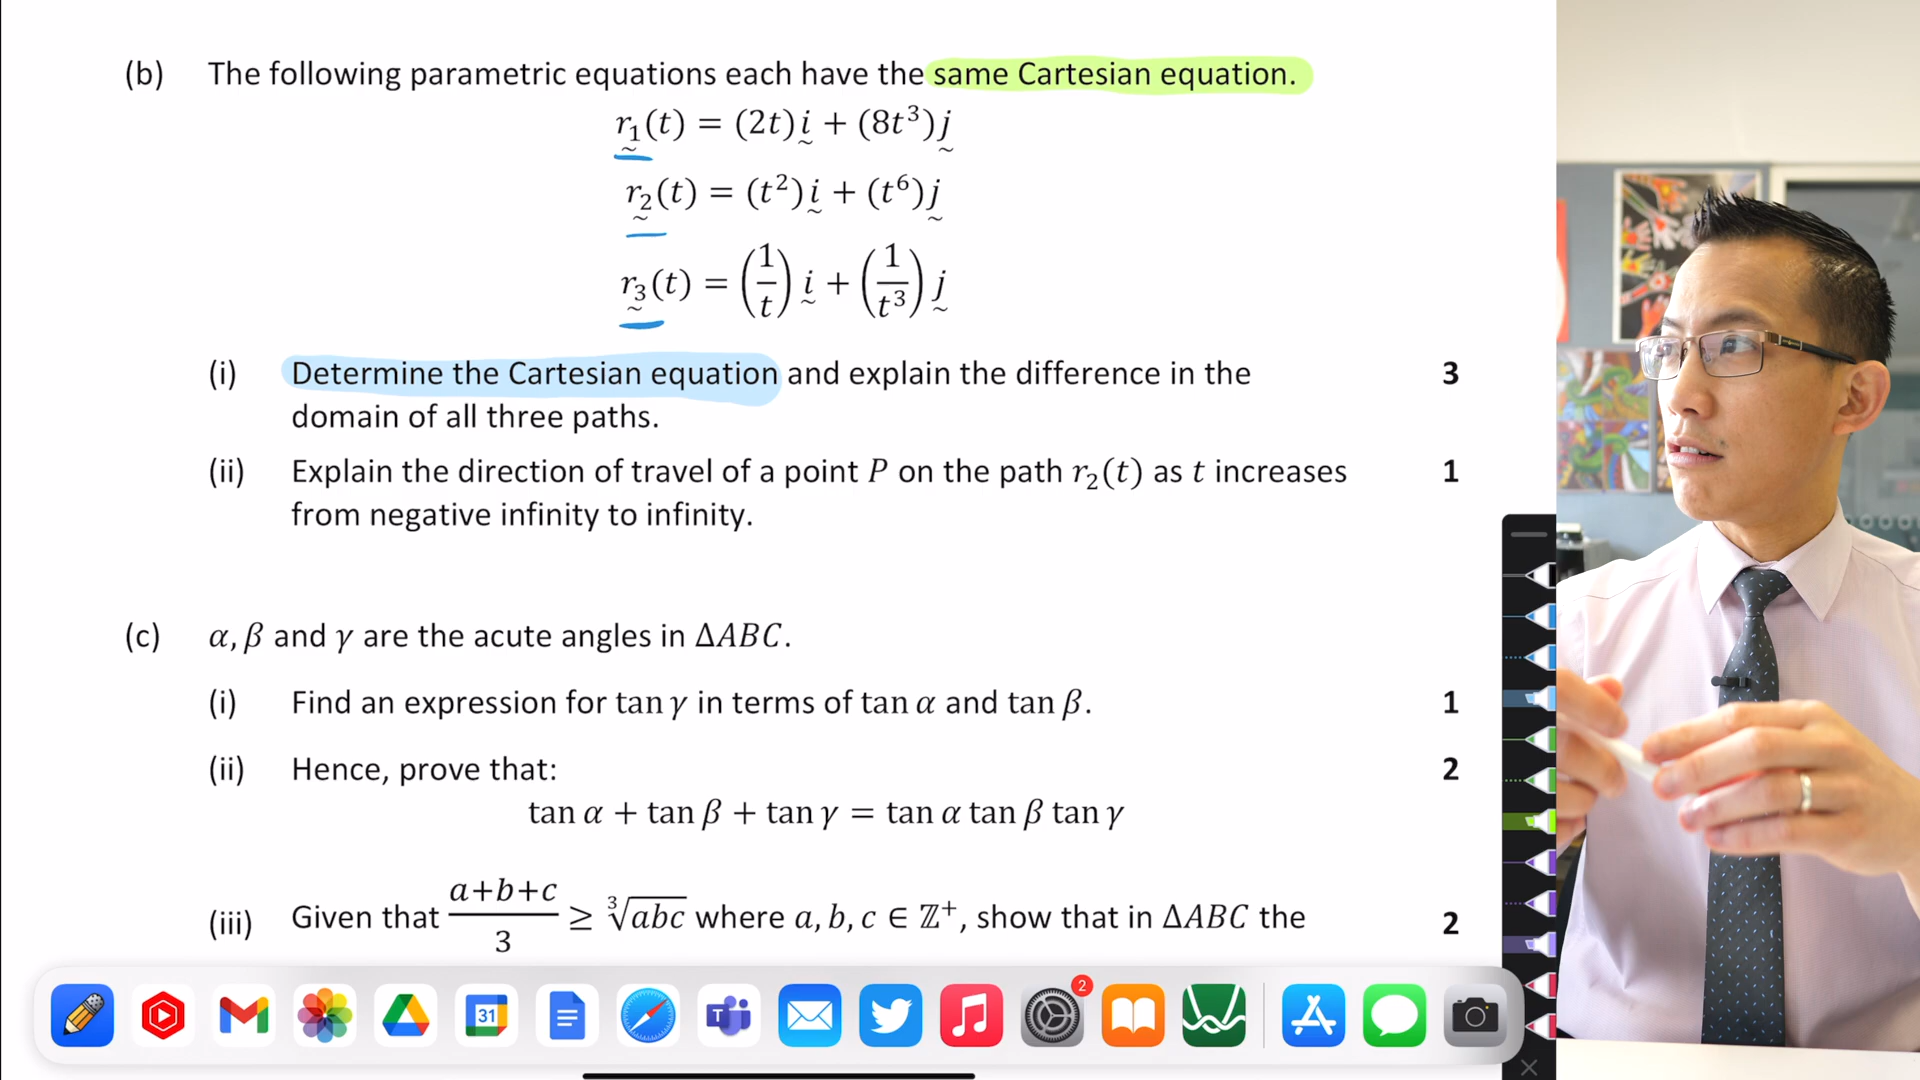 (b) The following parametric equations each have the same Cartesian equation.
r₁(t) = (2t)i + (8t³)j
r₂(t) = (t²)i + (t⁶)j
r₃(t) = (1/t)i + (1/t³)j
(i) Determine the Cartesian equation and explain the difference in the 3
domain of all three paths.
(ii) Explain the direction of travel of a point P on the path r₂(t) as t increases 1
from negative infinity to infinity.
(c) α, β and γ are the acute angles in ΔABC.
(i) Find an expression for tan γ in terms of tan α and tan β. 1
(ii) Hence, prove that: 2
tan α + tan β + tan γ = tan α tan β tan γ
(iii) Given that (a+b+c)/3 ≥ ∛abc where a, b, c ∈ ℤ⁺, show that in ΔABC the 2
31
T
2